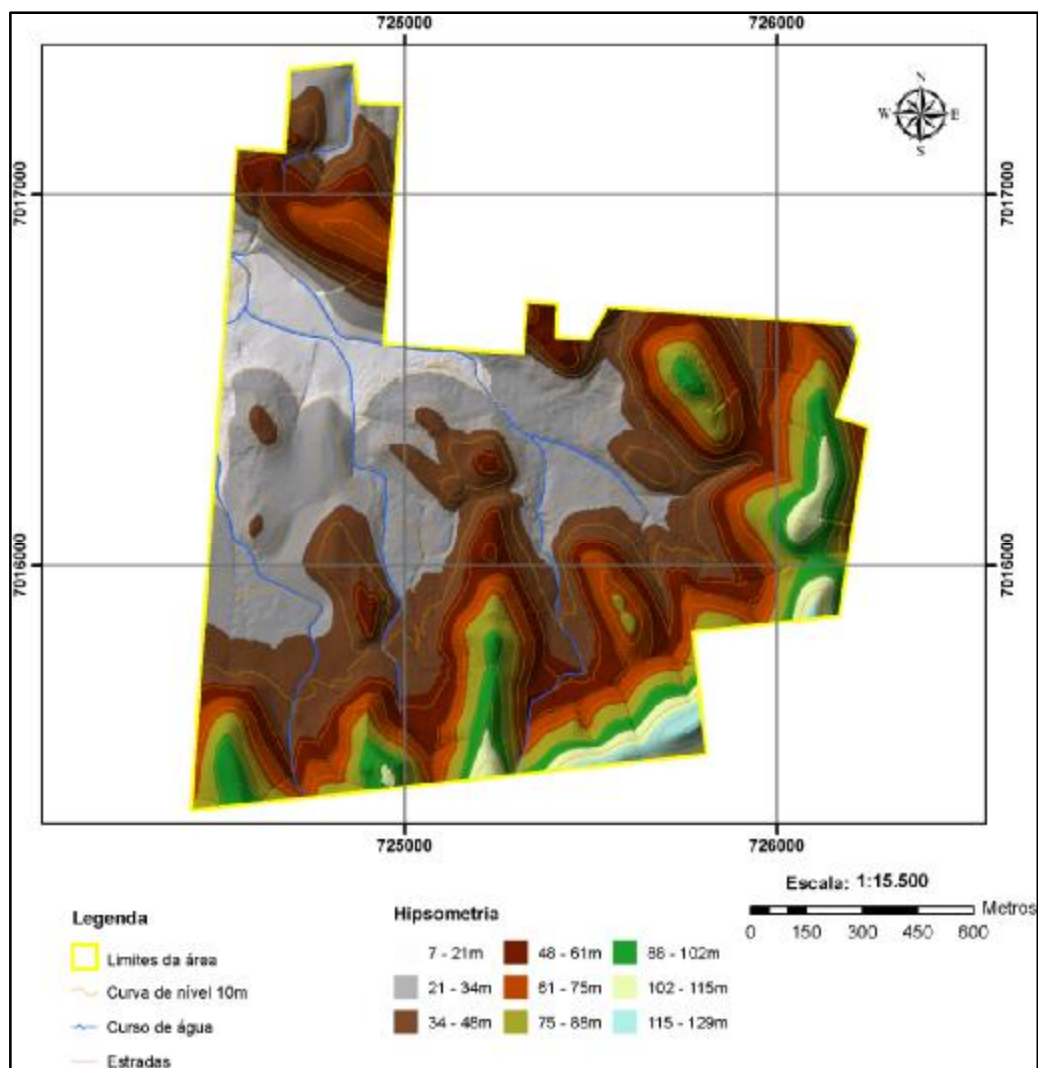 725000 726000
N
W E
S
7017000 7017000
7016000 7016000
725000 726000
Escala: 1:15.500
Metros
0 150 300 450 600
Legenda
Limites da área
Curva de nível 10m
Curso de água
Estradas
Hipsometria
7 - 21m
21 - 34m
34 - 48m
48 - 61m
61 - 75m
75 - 88m
88 - 102m
102 - 115m
115 - 129m